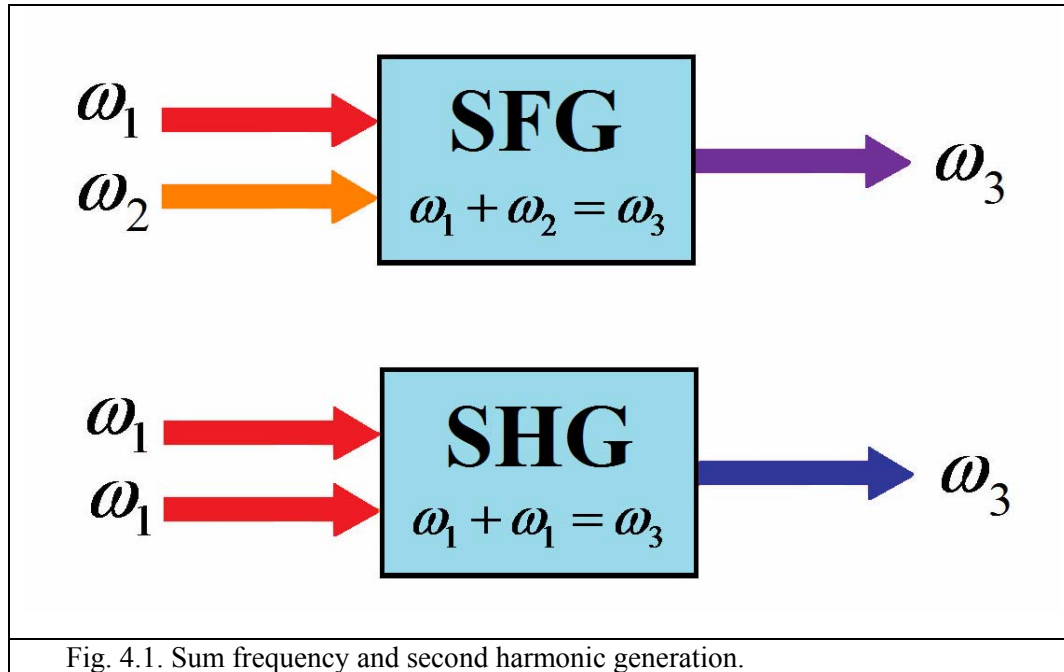 ω₁
ω₂
SFG
ω₁ + ω₂ = ω₃
ω₃
ω₁
ω₁
SHG
ω₁ + ω₁ = ω₃
ω₃
Fig. 4.1. Sum frequency and second harmonic generation.